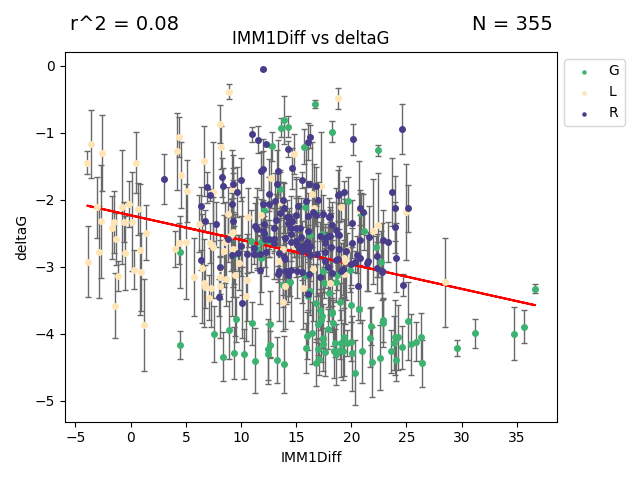 r^2 = 0.08
N = 355
IMM1Diff vs deltaG
G
L
R
0
−1
−2
−3
−4
−5
deltaG
−5 0 5 10 15 20 25 30 35
IMM1Diff